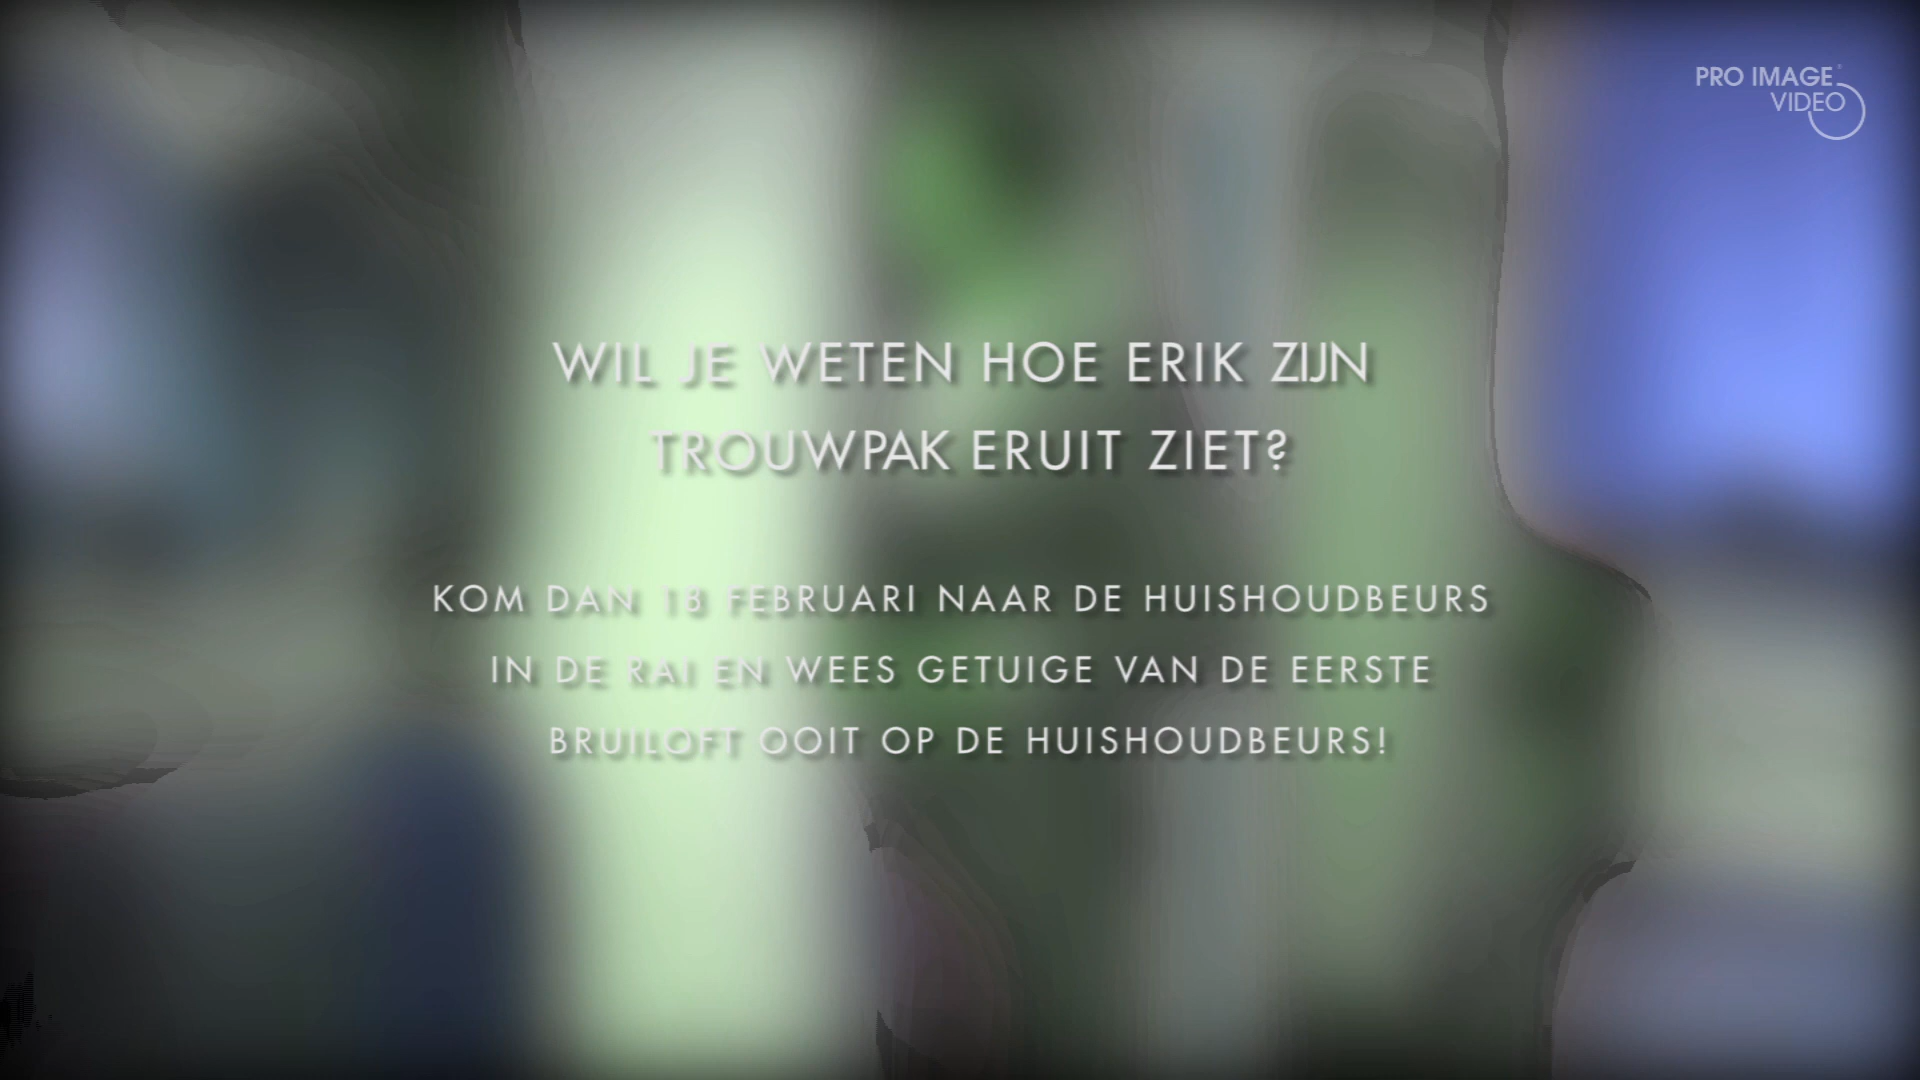 PRO IMAGE
VIDEO
WIL JE WETEN HOE ERIK ZIJN
TROUWPAK ERUIT ZIET?
KOM DAN 18 FEBRUARI NAAR DE HUISHOUDBEURS
IN DE RAI EN WEES GETUIGE VAN DE EERSTE
BRUILOFT OOIT OP DE HUISHOUDBEURS!